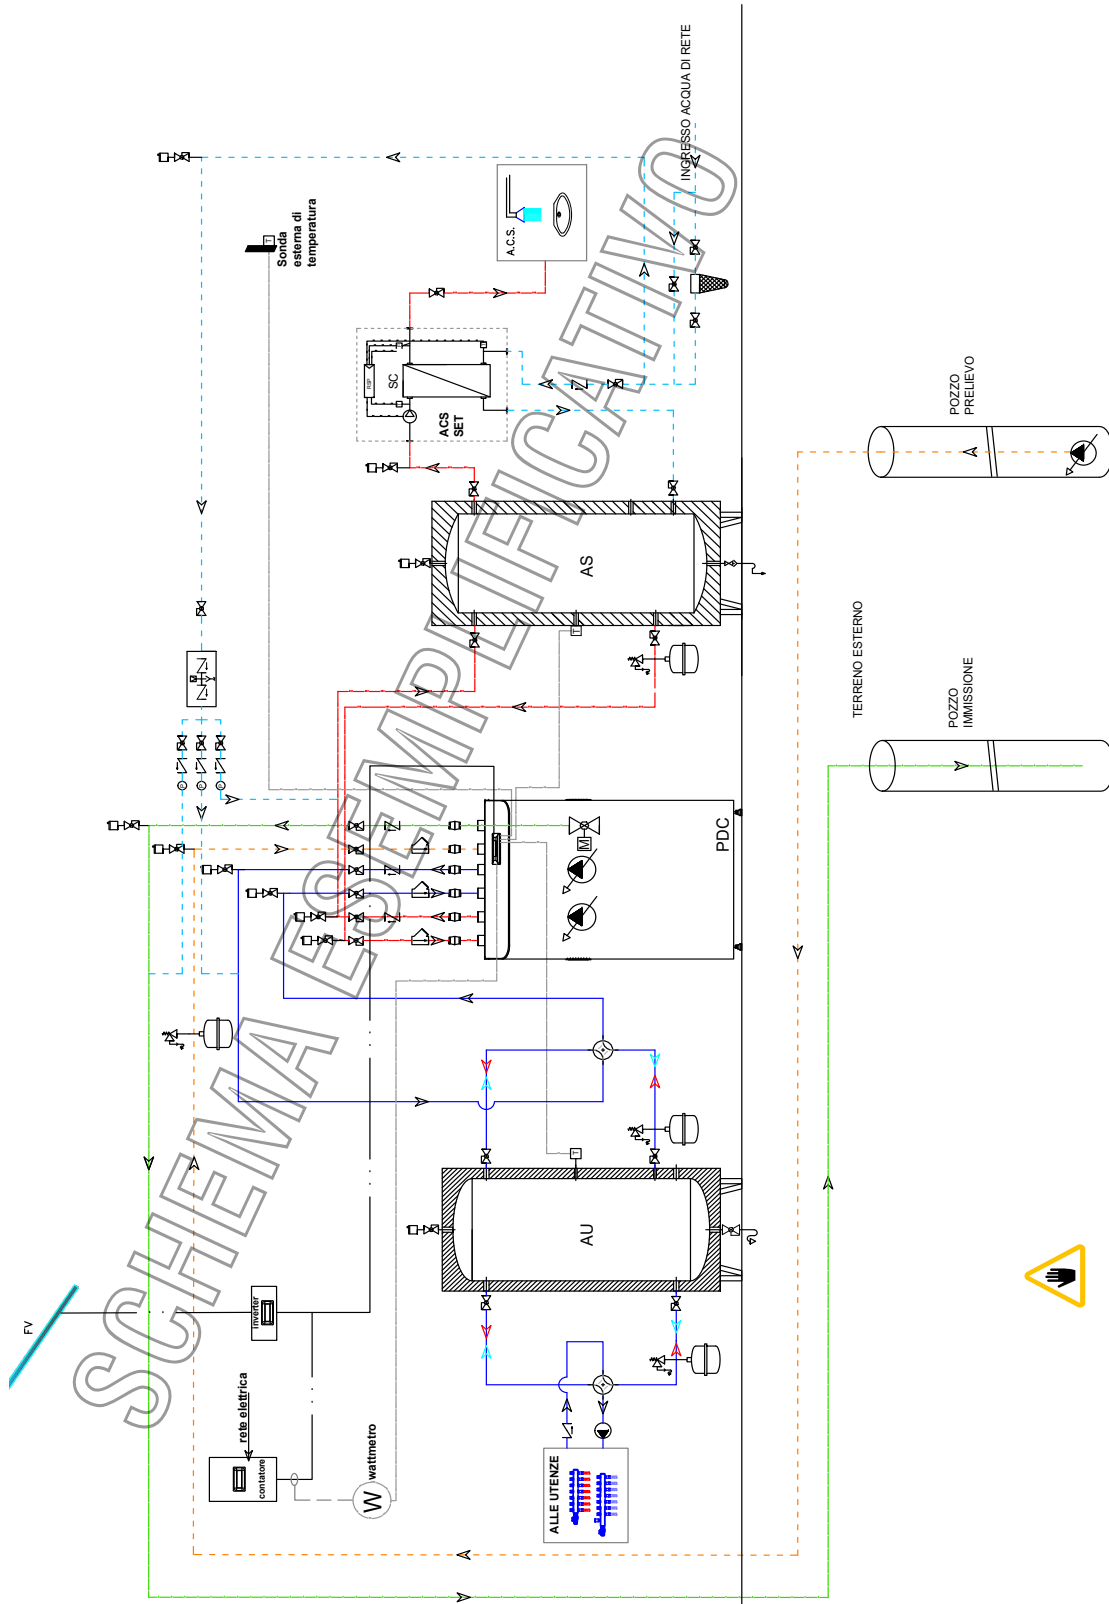 INGRESSO ACQUA DI RETE
T
Sonda
esterna di
temperatura
A.C.S.
RSP
SC
ACS
SET
POZZO
PRELIEVO
AS
T
TERRENO ESTERNO
POZZO
IMMISSIONE
P
P
P
M
PDC
T
AU
FV
inverter
rete elettrica
contatore
W
wattmetro
ALLE UTENZE
SCHEMA ESEMPLIFICATIVO